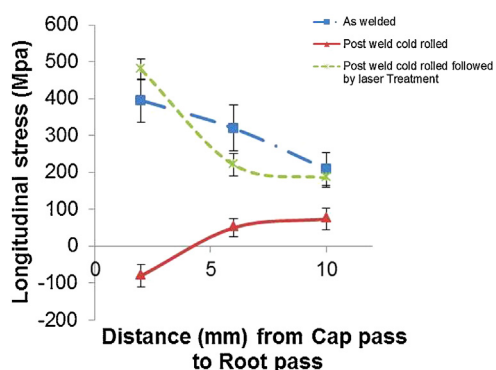 As welded
Post weld cold rolled
Post weld cold rolled followed
by laser Treatment
Longitudinal stress (Mpa)
600
500
400
300
200
100
0
-100
-200
0
5
10
Distance (mm) from Cap pass
to Root pass